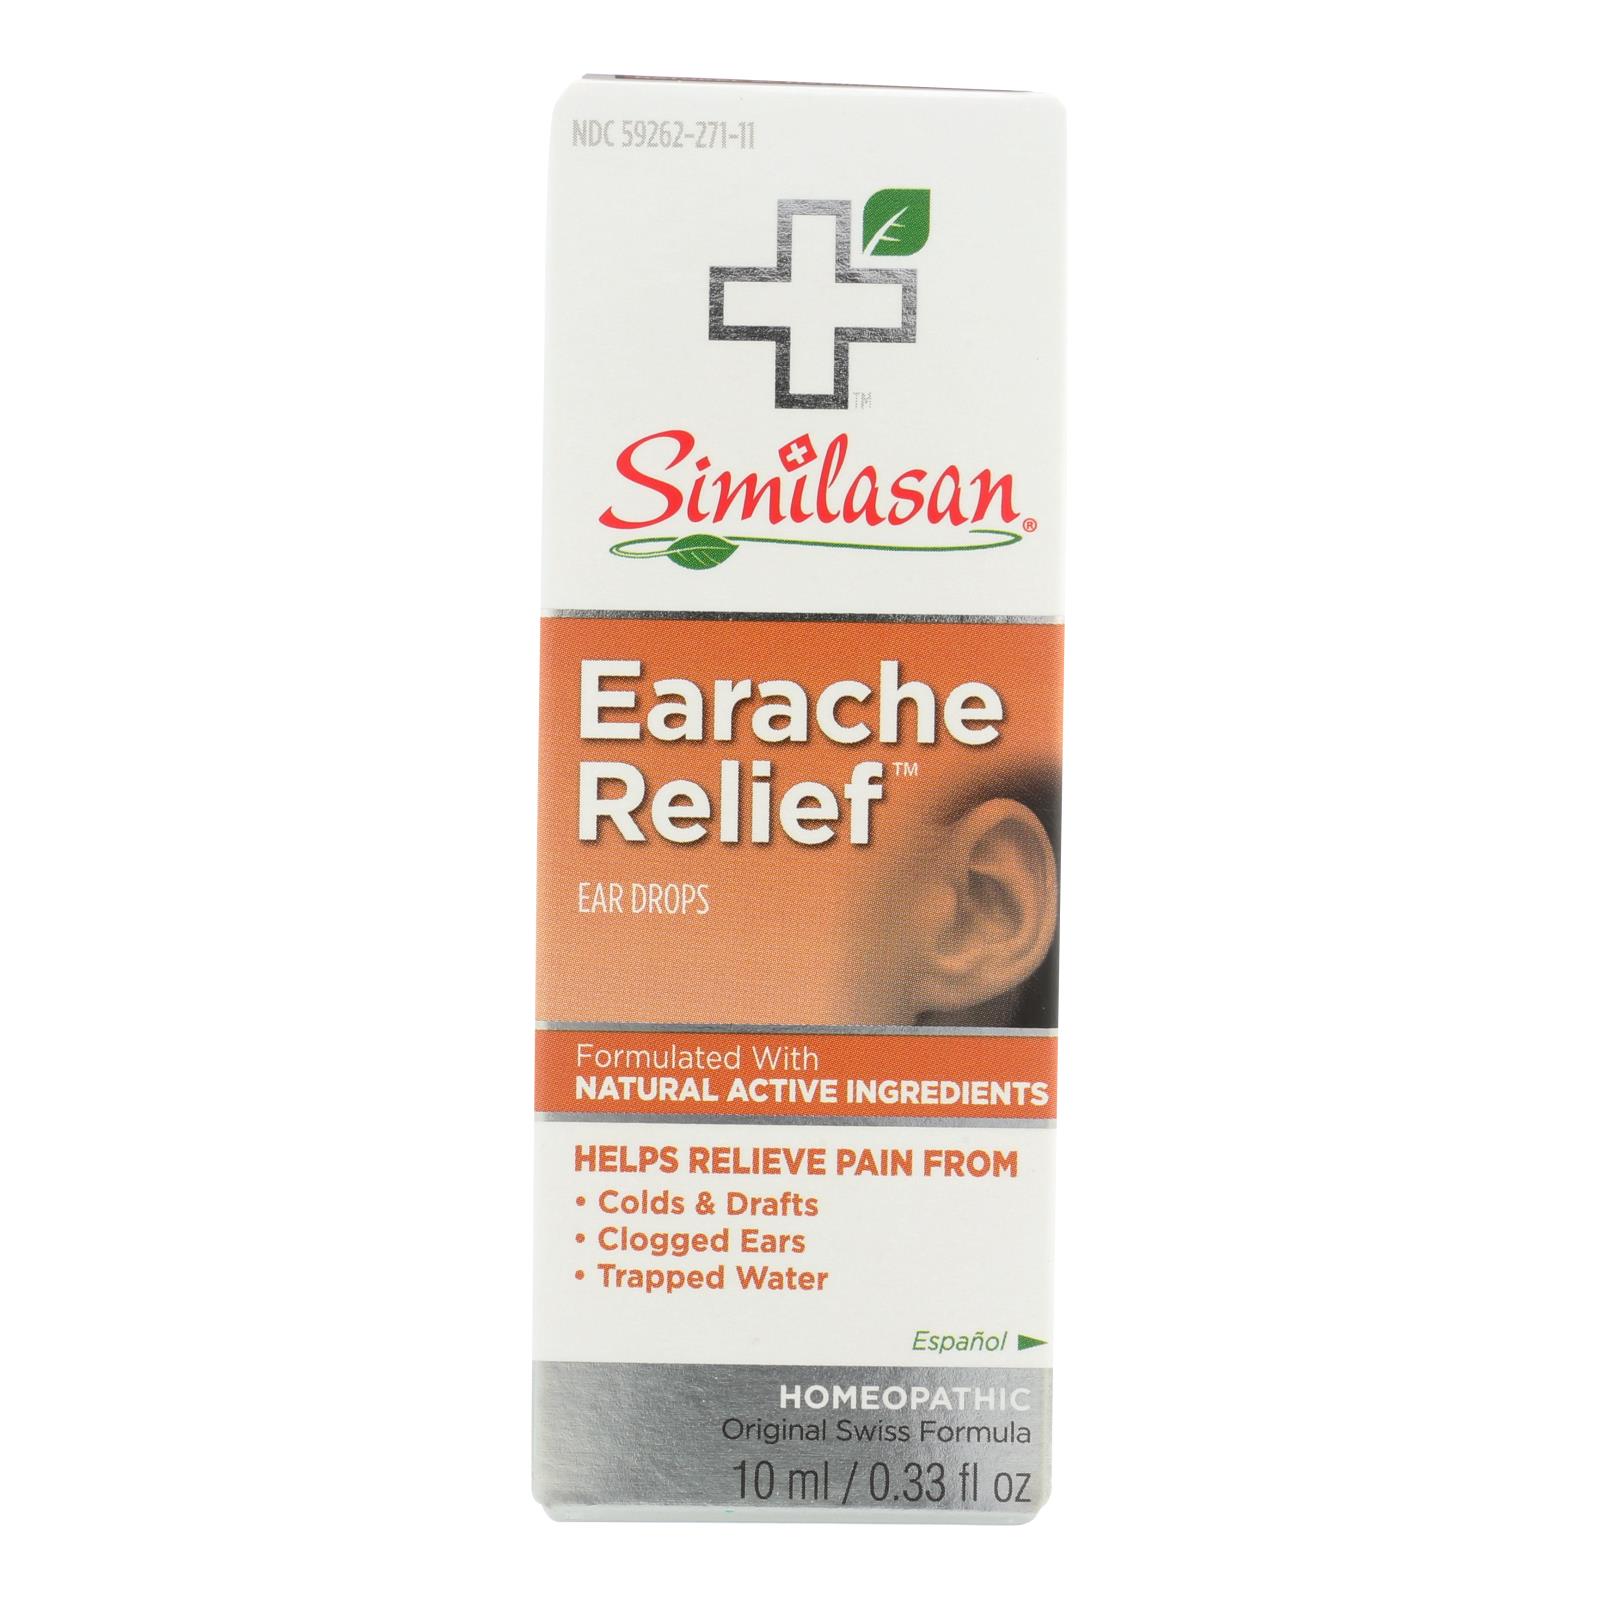 NDC 59262-271-11
TM
Similasan®
Earache
Relief™
EAR DROPS
Formulated With
NATURAL ACTIVE INGREDIENTS
HELPS RELIEVE PAIN FROM
• Colds & Drafts
• Clogged Ears
• Trapped Water
Español
HOMEOPATHIC
Original Swiss Formula
10 ml / 0.33 fl oz